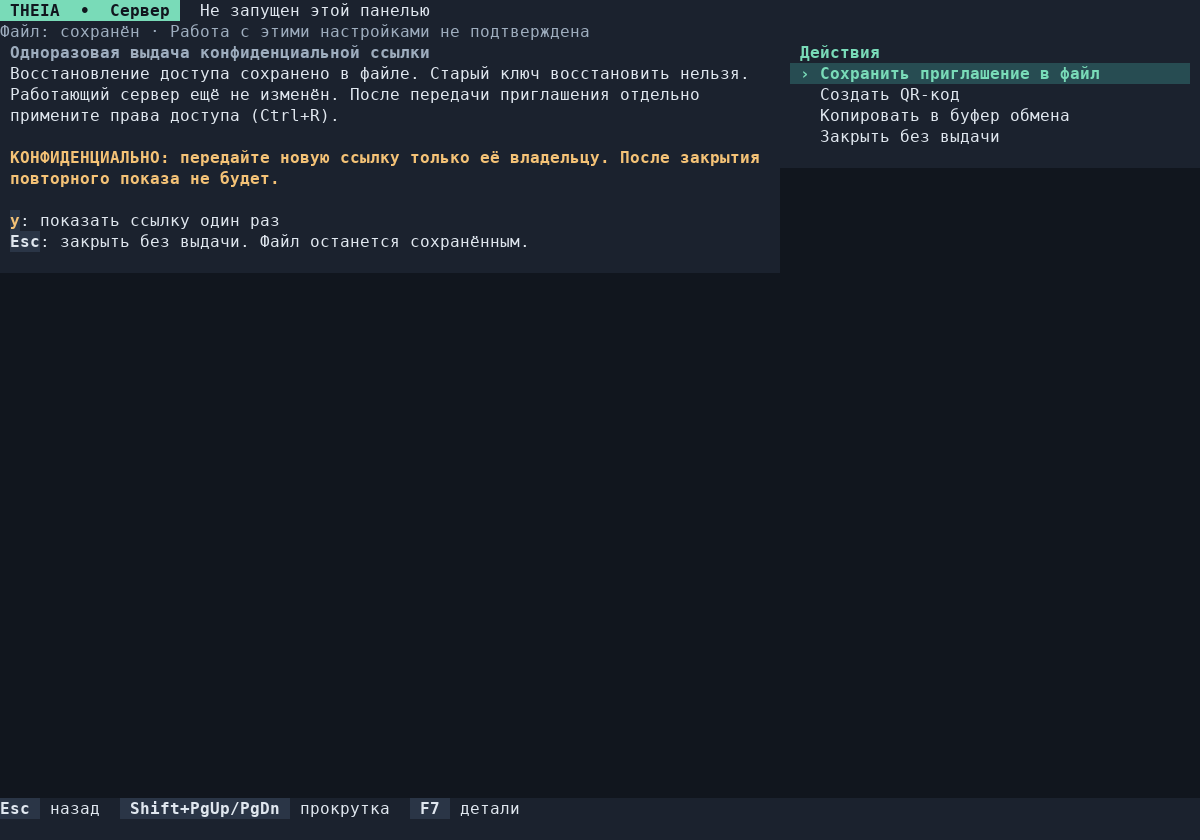 THEIA • Сервер Не запущен этой панелью
Файл: сохранён · Работа с этими настройками не подтверждена
Одноразовая выдача конфиденциальной ссылки
Восстановление доступа сохранено в файле. Старый ключ восстановить нельзя.
Работающий сервер ещё не изменён. После передачи приглашения отдельно
примените права доступа (Ctrl+R).
КОНФИДЕНЦИАЛЬНО: передайте новую ссылку только её владельцу. После закрытия
повторного показа не будет.
y: показать ссылку один раз
Esc: закрыть без выдачи. Файл останется сохранённым.
Действия
› Сохранить приглашение в файл
Создать QR-код
Копировать в буфер обмена
Закрыть без выдачи
Esc назад Shift+PgUp/PgDn прокрутка F7 детали